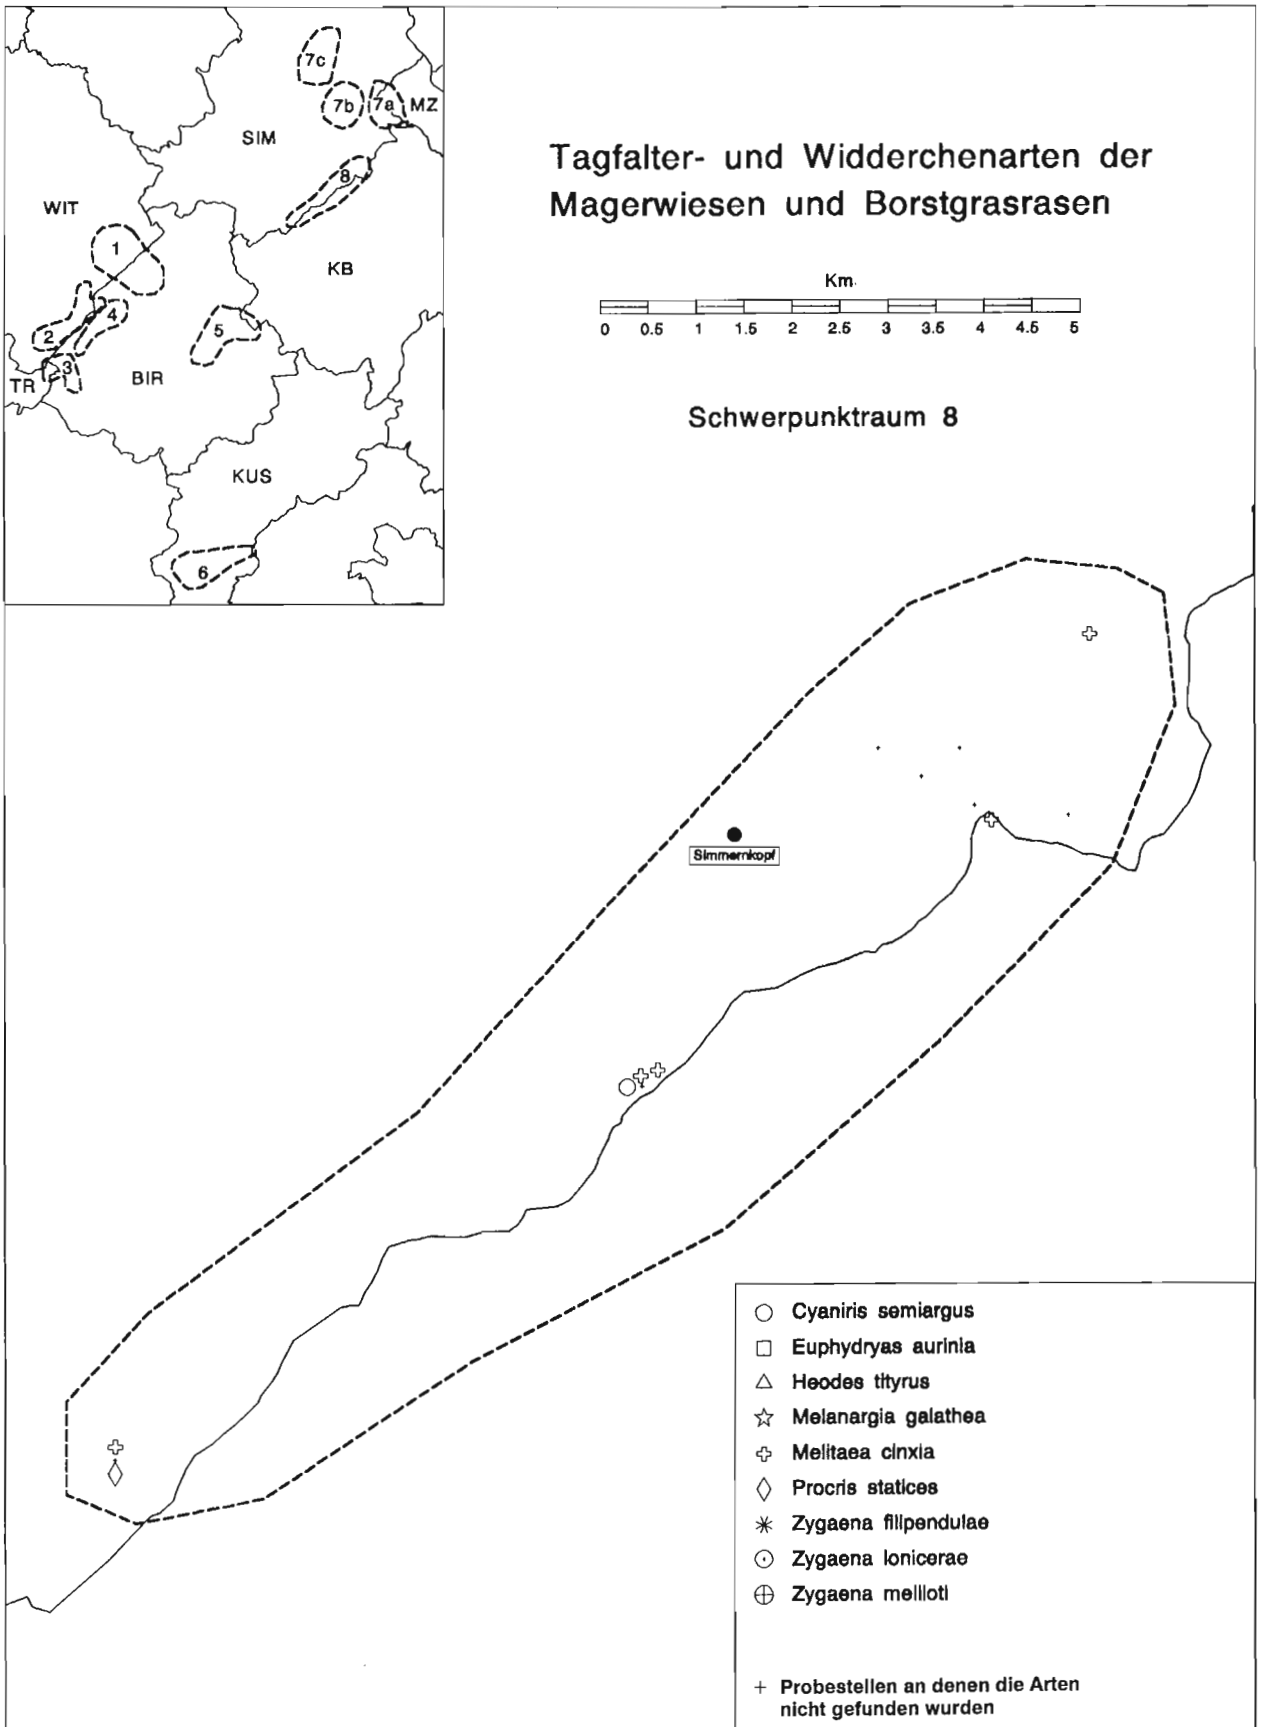 7c
7b
7a
MZ
SIM
8
WIT
1
KB
4
2
5
3
TR
BIR
KUS
6
Tagfalter- und Widderchenarten der
Magerwiesen und Borstgrasrasen
Km
0 0.5 1 1.5 2 2.5 3 3.5 4 4.5 5
Schwerpunktraum 8
Simmernkopf
Cyaniris semiargus
Euphydryas aurinia
Heodes tityrus
Melanargia galathea
Melitaea cinxia
Procris statices
Zygaena filipendulae
Zygaena lonicerae
Zygaena meliloti
Probestellen an denen die Arten
nicht gefunden wurden